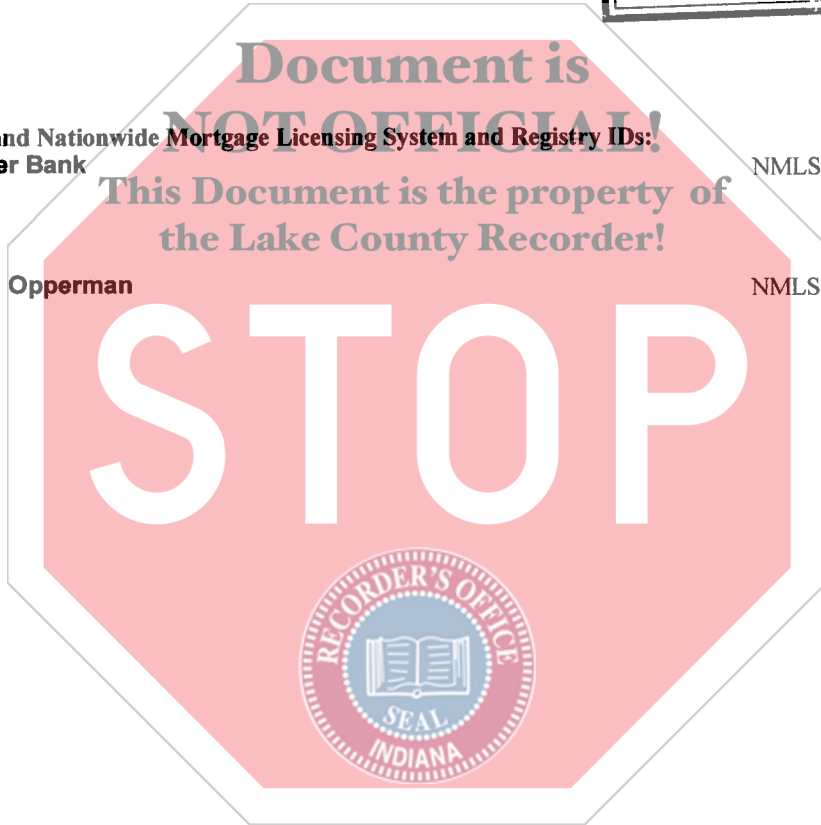 Document is
NOT OFFICIAL!
and Nationwide Mortgage Licensing System and Registry IDs:
Bank NMLS
This Document is the property of
the Lake County Recorder!
Opperman NMLS
STOP
RECORDER'S OFFICE
SEAL
INDIANA